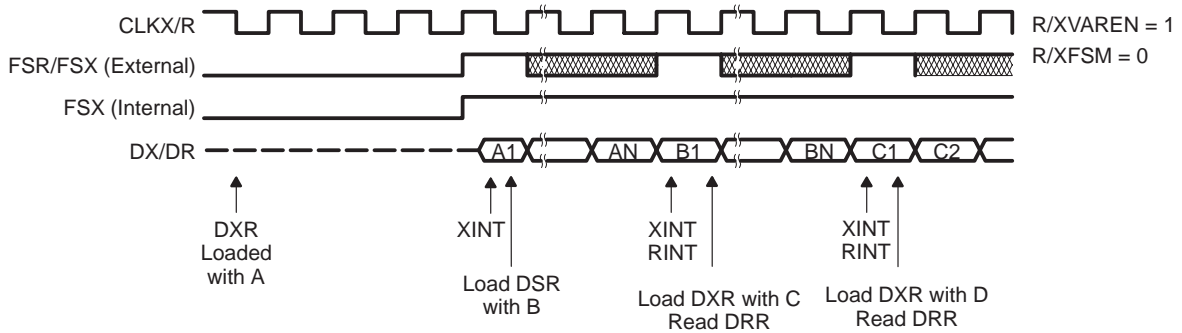 CLKX/R
R/XVAREN = 1
FSR/FSX (External)
R/XFSM = 0
FSX (Internal)
DX/DR
A1
AN
B1
BN
C1
C2
DXR
Loaded
with A
XINT
Load DSR
with B
XINT
RINT
Load DXR with C
Read DRR
XINT
RINT
Load DXR with D
Read DRR